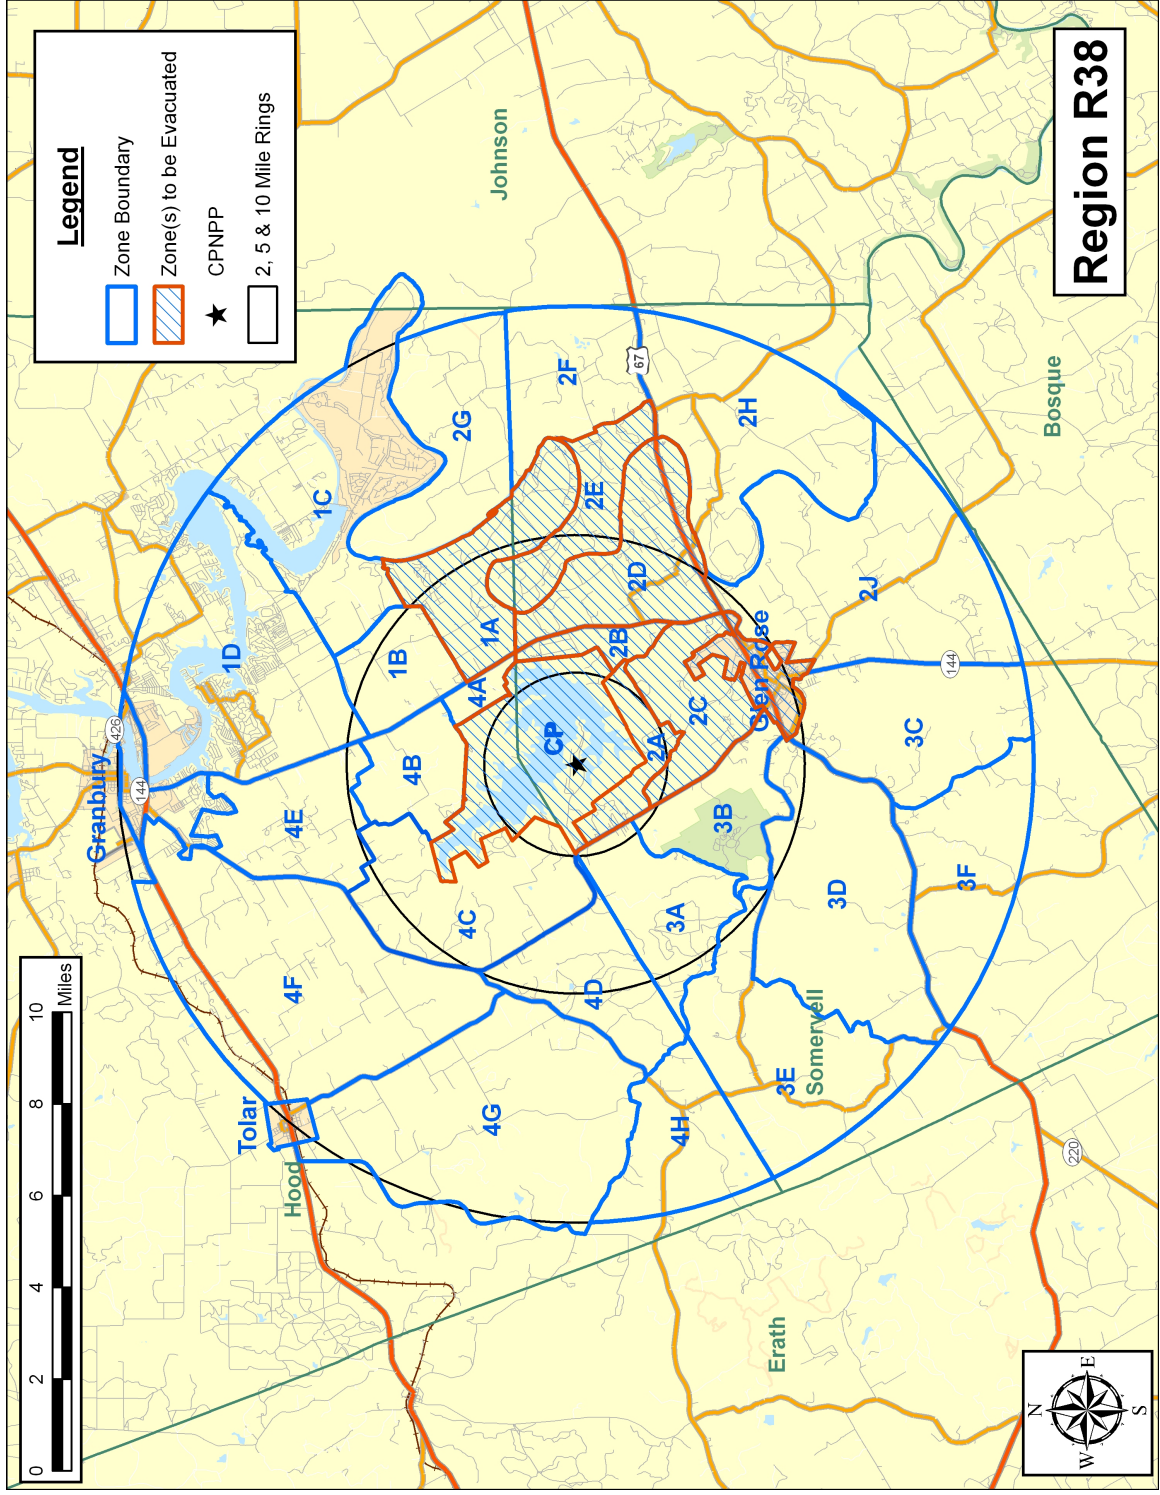 Legend
Zone Boundary
Zone(s) to be Evacuated
CPNPP
2, 5 & 10 Mile Rings
Region R38
0 2 4 6 8 10
Miles
N
W E
S
Granbury
Tolar
Glen Rose
Hood
Somervell
Erath
Bosque
Johnson
426
144
67
144
220
CP
1A
1B
1C
1D
2A
2B
2C
2D
2E
2F
2G
2H
2J
3A
3B
3C
3D
3E
3F
4A
4B
4C
4D
4E
4F
4G
4H